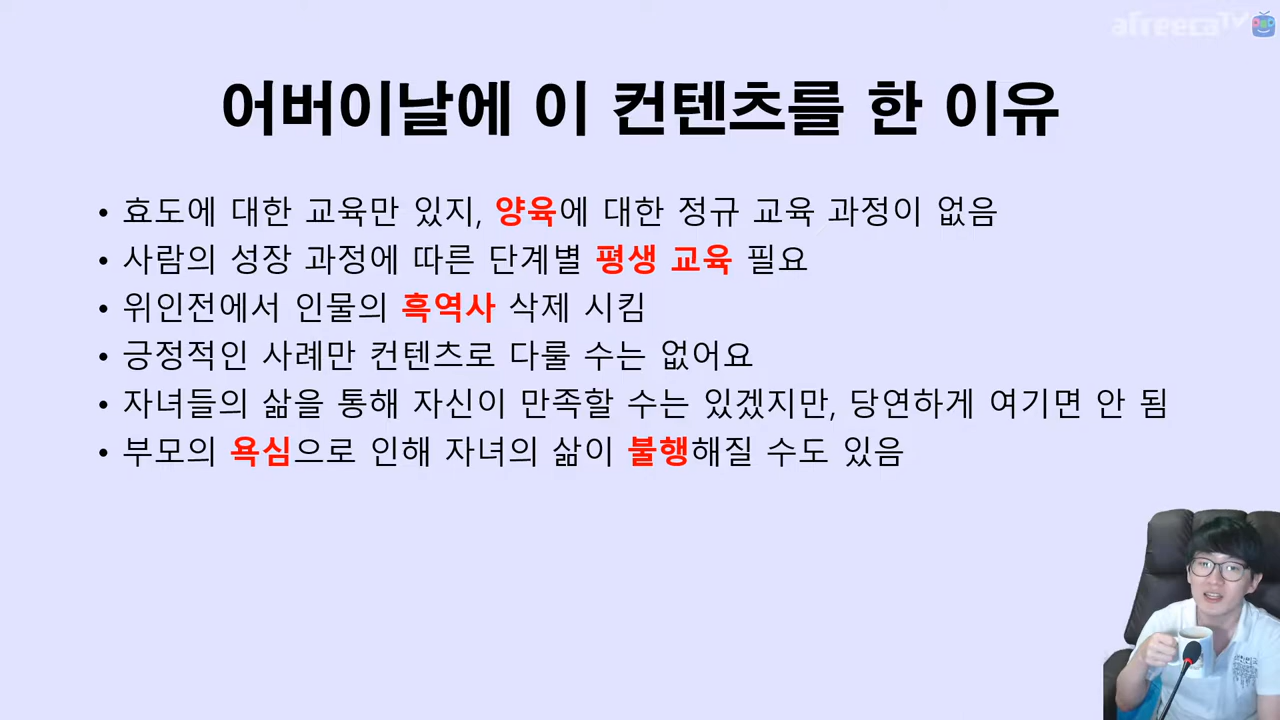 afreecaTV
어버이날에 이 컨텐츠를 한 이유
• 효도에 대한 교육만 있지, 양육에 대한 정규 교육 과정이 없음
• 사람의 성장 과정에 따른 단계별 평생 교육 필요
• 위인전에서 인물의 흑역사 삭제 시킴
• 긍정적인 사례만 컨텐츠로 다룰 수는 없어요
• 자녀들의 삶을 통해 자신이 만족할 수는 있겠지만, 당연하게 여기면 안 됨
• 부모의 욕심으로 인해 자녀의 삶이 불행해질 수도 있음